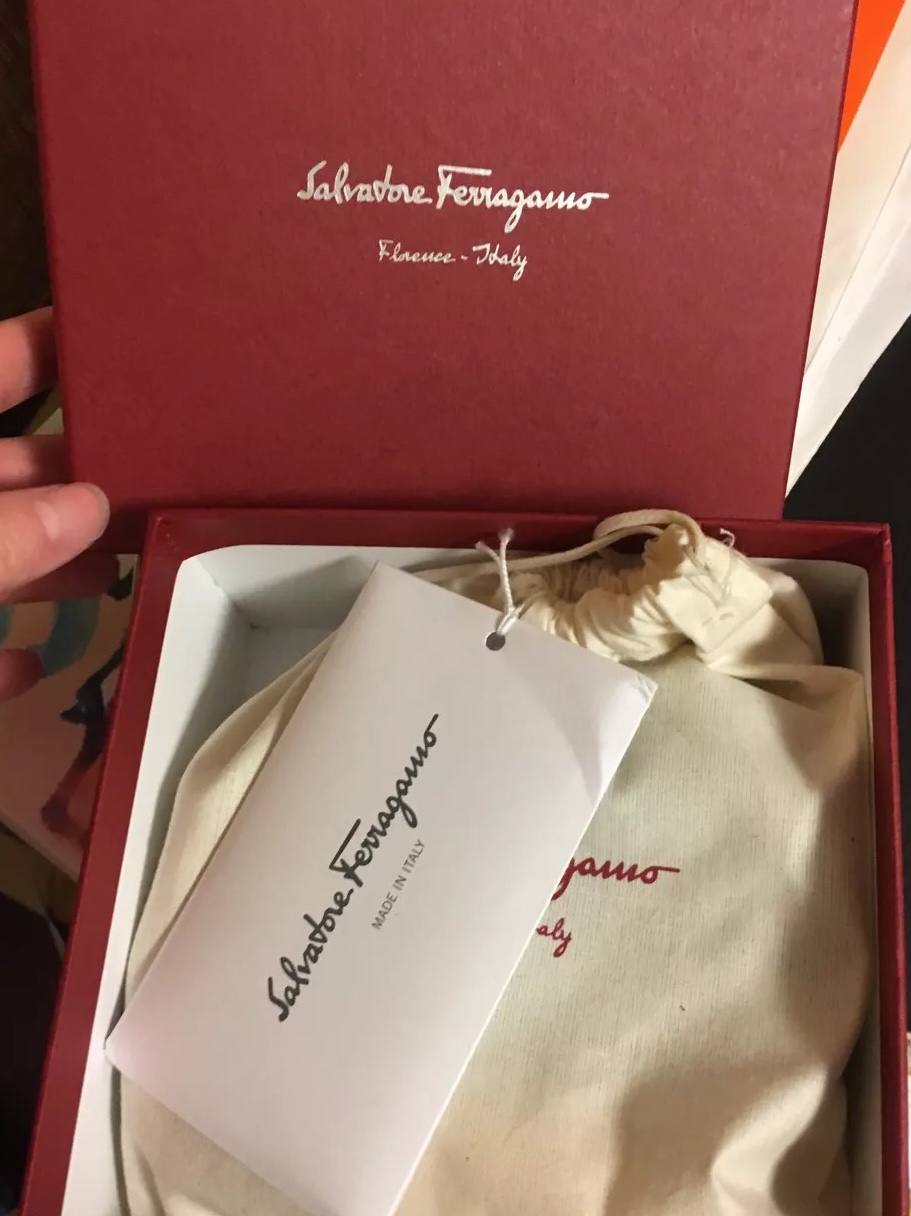 Salvatore Ferragamo
Florence - Italy
Salvatore Ferragamo
MADE IN ITALY
gamo
aly